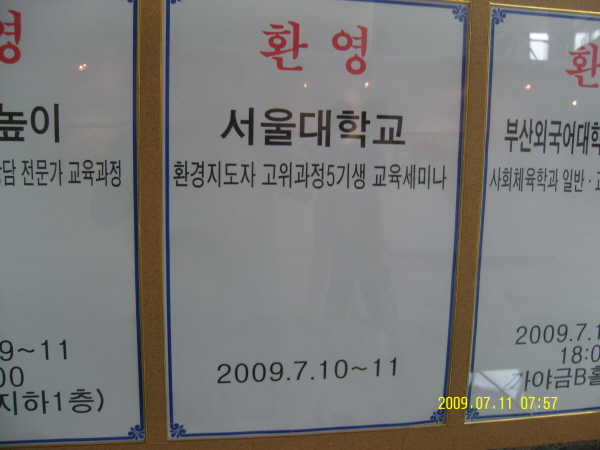 영
높이
담 전문가 교육과정
9~11
00
지하1층)
환 영
서울대학교
환경지도자 고위과정5기생 교육세미나
2009.7.10~11
환
부산외국어대학
사회체육학과 일반·고
2009.7.1
18:0
가야금B홀
2009.07.11 07:57